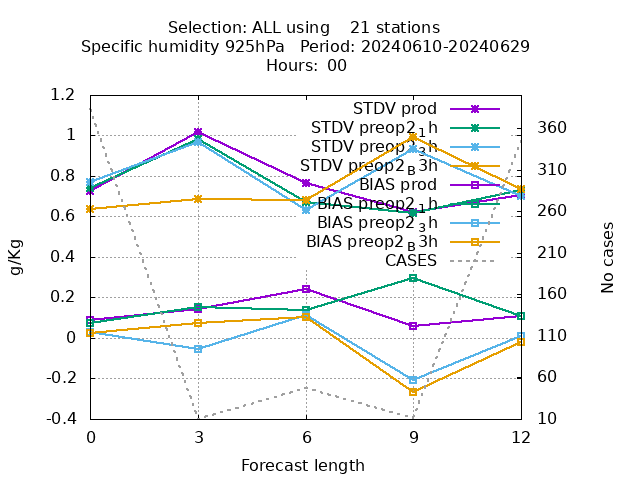 Selection: ALL using 21 stations
Specific humidity 925hPa Period: 20240610-20240629
Hours: 00
1.2
1
0.8
0.6
0.4
0.2
0
-0.2
-0.4
g/Kg
STDV prod
STDV preop2_1h
STDV preop2_3h
STDV preop2_B3h
BIAS prod
BIAS preop2_1h
BIAS preop2_3h
BIAS preop2_B3h
CASES
360
310
260
210
160
110
60
10
No cases
0
3
6
9
12
Forecast length